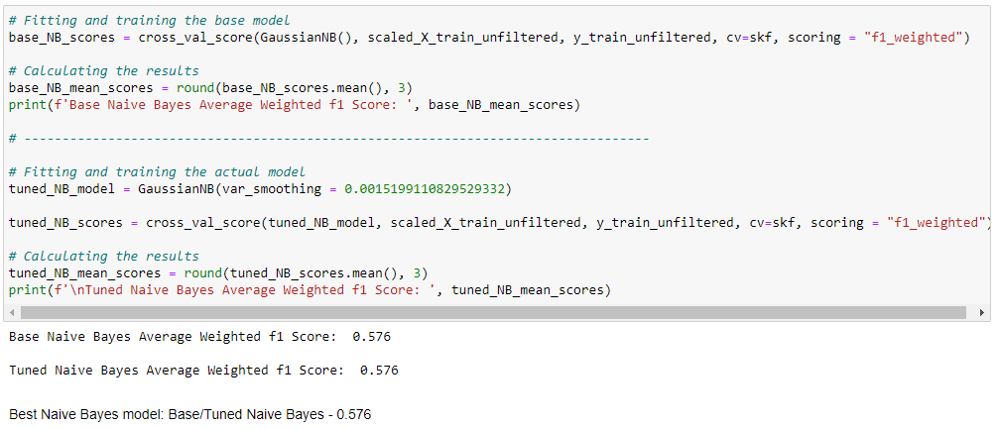 # Fitting and training the base model
base_NB_scores = cross_val_score(GaussianNB(), scaled_X_train_unfiltered, y_train_unfiltered, cv=skf, scoring = "f1_weighted")
# Calculating the results
base_NB_mean_scores = round(base_NB_scores.mean(), 3)
print(f'Base Naive Bayes Average Weighted f1 Score: ', base_NB_mean_scores)
# ----------------------------------------------------------------------------------
# Fitting and training the actual model
tuned_NB_model = GaussianNB(var_smoothing = 0.0015199110829529332)
tuned_NB_scores = cross_val_score(tuned_NB_model, scaled_X_train_unfiltered, y_train_unfiltered, cv=skf, scoring = "f1_weighted")
# Calculating the results
tuned_NB_mean_scores = round(tuned_NB_scores.mean(), 3)
print(f'\nTuned Naive Bayes Average Weighted f1 Score: ', tuned_NB_mean_scores)
Base Naive Bayes Average Weighted f1 Score:  0.576
Tuned Naive Bayes Average Weighted f1 Score:  0.576
Best Naive Bayes model: Base/Tuned Naive Bayes - 0.576